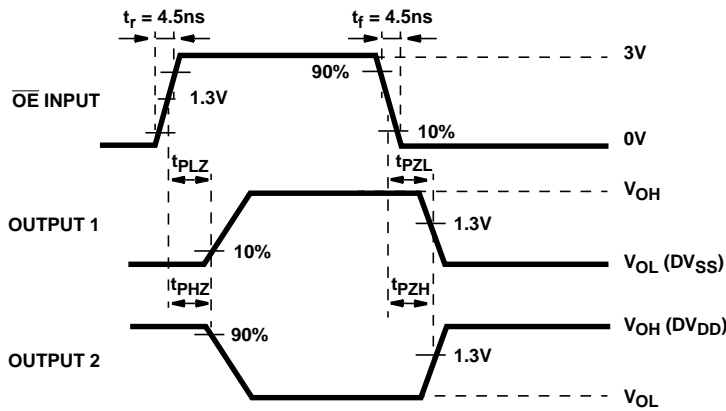 tr = 4.5ns
tf = 4.5ns
3V
90%
OE INPUT
1.3V
10%
0V
tPLZ
tPZL
VOH
OUTPUT 1
1.3V
10%
VOL (DVSS)
tPHZ
tPZH
VOH (DVDD)
90%
OUTPUT 2
1.3V
VOL